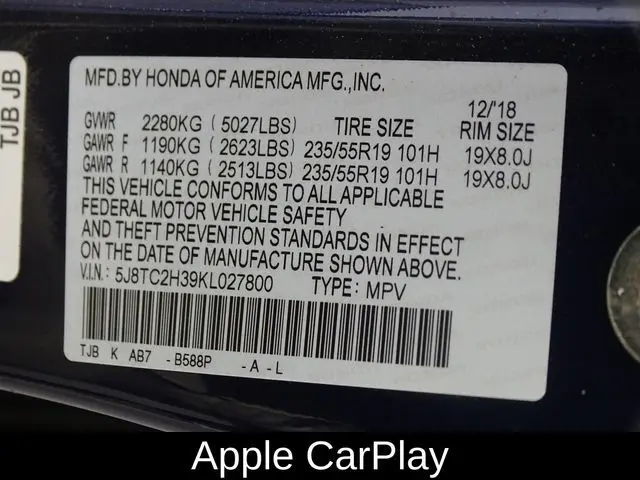 TJB JB
MFD.BY HONDA OF AMERICA MFG.,INC.
12/'18
GVWR 2280KG ( 5027LBS) TIRE SIZE RIM SIZE
GAWR F 1190KG ( 2623LBS) 235/55R19 101H 19X8.0J
GAWR R 1140KG ( 2513LBS) 235/55R19 101H 19X8.0J
THIS VEHICLE CONFORMS TO ALL APPLICABLE
FEDERAL MOTOR VEHICLE SAFETY
AND THEFT PREVENTION STANDARDS IN EFFECT
ON THE DATE OF MANUFACTURE SHOWN ABOVE.
V.I.N.: 5J8TC2H39KL027800 TYPE: MPV
TJB K AB7 - B588P - A - L
Apple CarPlay